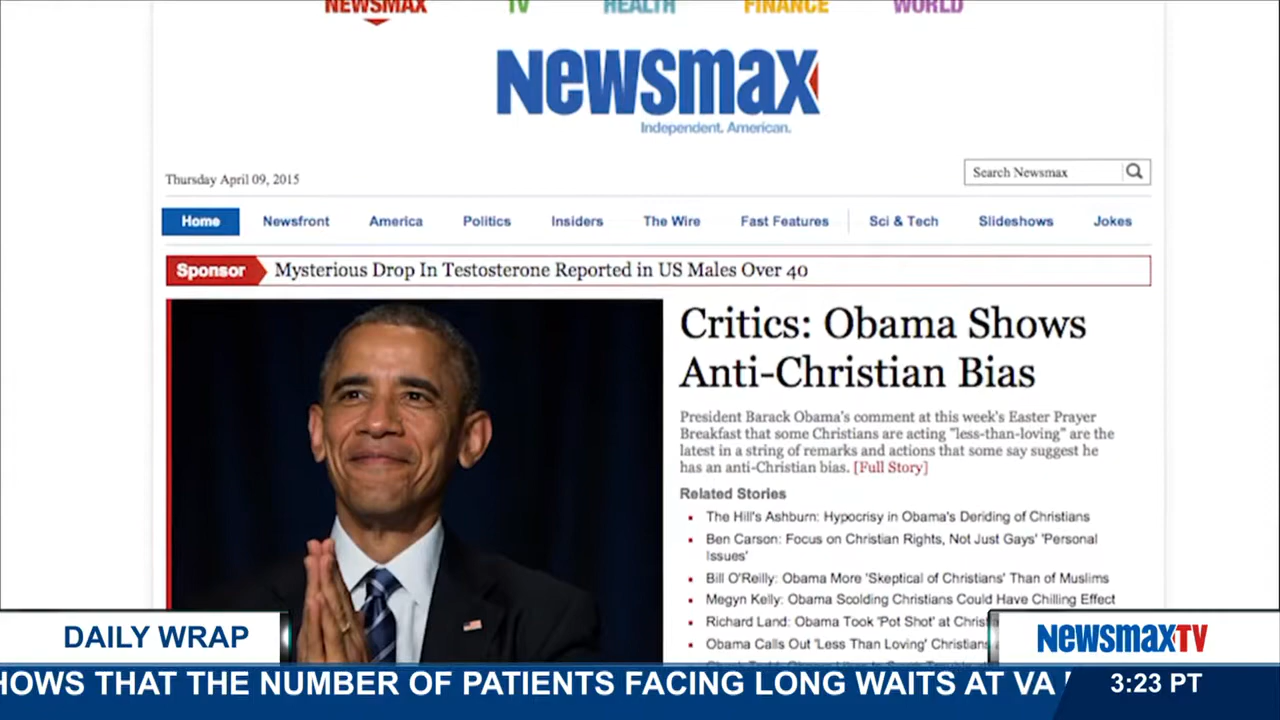 NEWSMAX TV HEALTH FINANCE WORLD
Newsmax
Independent. American.
Thursday April 09, 2015
Search Newsmax
Home Newsfront America Politics Insiders The Wire Fast Features Sci & Tech Slideshows Jokes
Sponsor Mysterious Drop In Testosterone Reported in US Males Over 40
Critics: Obama Shows
Anti-Christian Bias
President Barack Obama's comment at this week's Easter Prayer
Breakfast that some Christians are acting "less-than-loving" are the
latest in a string of remarks and actions that some say suggest he
has an anti-Christian bias. [Full Story]
Related Stories
The Hill's Ashburn: Hypocrisy in Obama's Deriding of Christians
Ben Carson: Focus on Christian Rights, Not Just Gays' 'Personal
Issues'
Bill O'Reilly: Obama More 'Skeptical of Christians' Than of Muslims
Megyn Kelly: Obama Scolding Christians Could Have Chilling Effect
Richard Land: Obama Took 'Pot Shot' at
Obama Calls Out 'Less Than Loving' Christians
DAILY WRAP
NEWSMAXTV
HOWS THAT THE NUMBER OF PATIENTS FACING LONG WAITS AT VA
3:23 PT